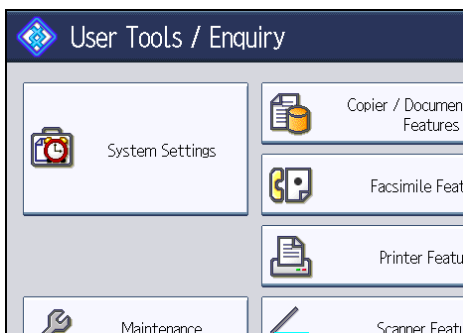 User Tools / Enquiry
System Settings
Copier / Documen
Features
Facsimile Feat
Printer Featu
Maintenance
Scanner Featu